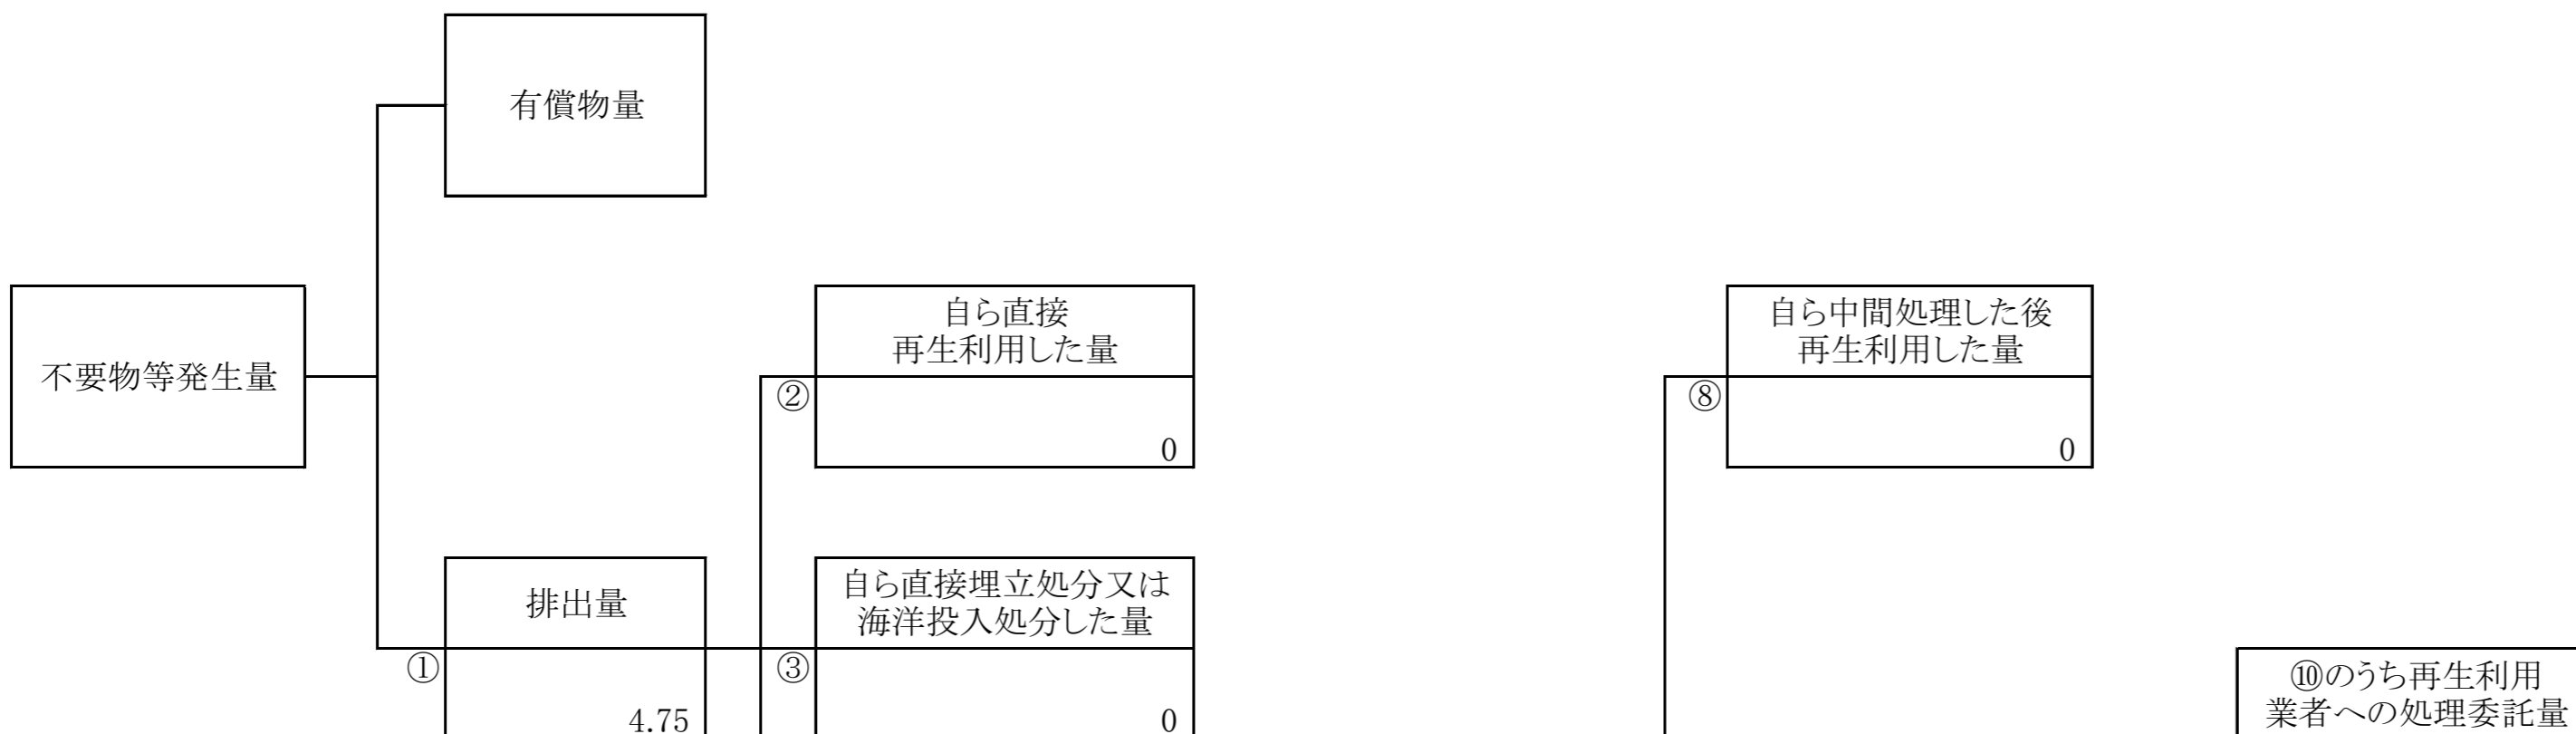 有償物量
不要物等発生量
自ら直接
再生利用した量
②
0
自ら中間処理した後
再生利用した量
⑧
0
排出量
①
4.75
自ら直接埋立処分又は
海洋投入処分した量
③
0
⑩のうち再生利用
業者への処理委託量